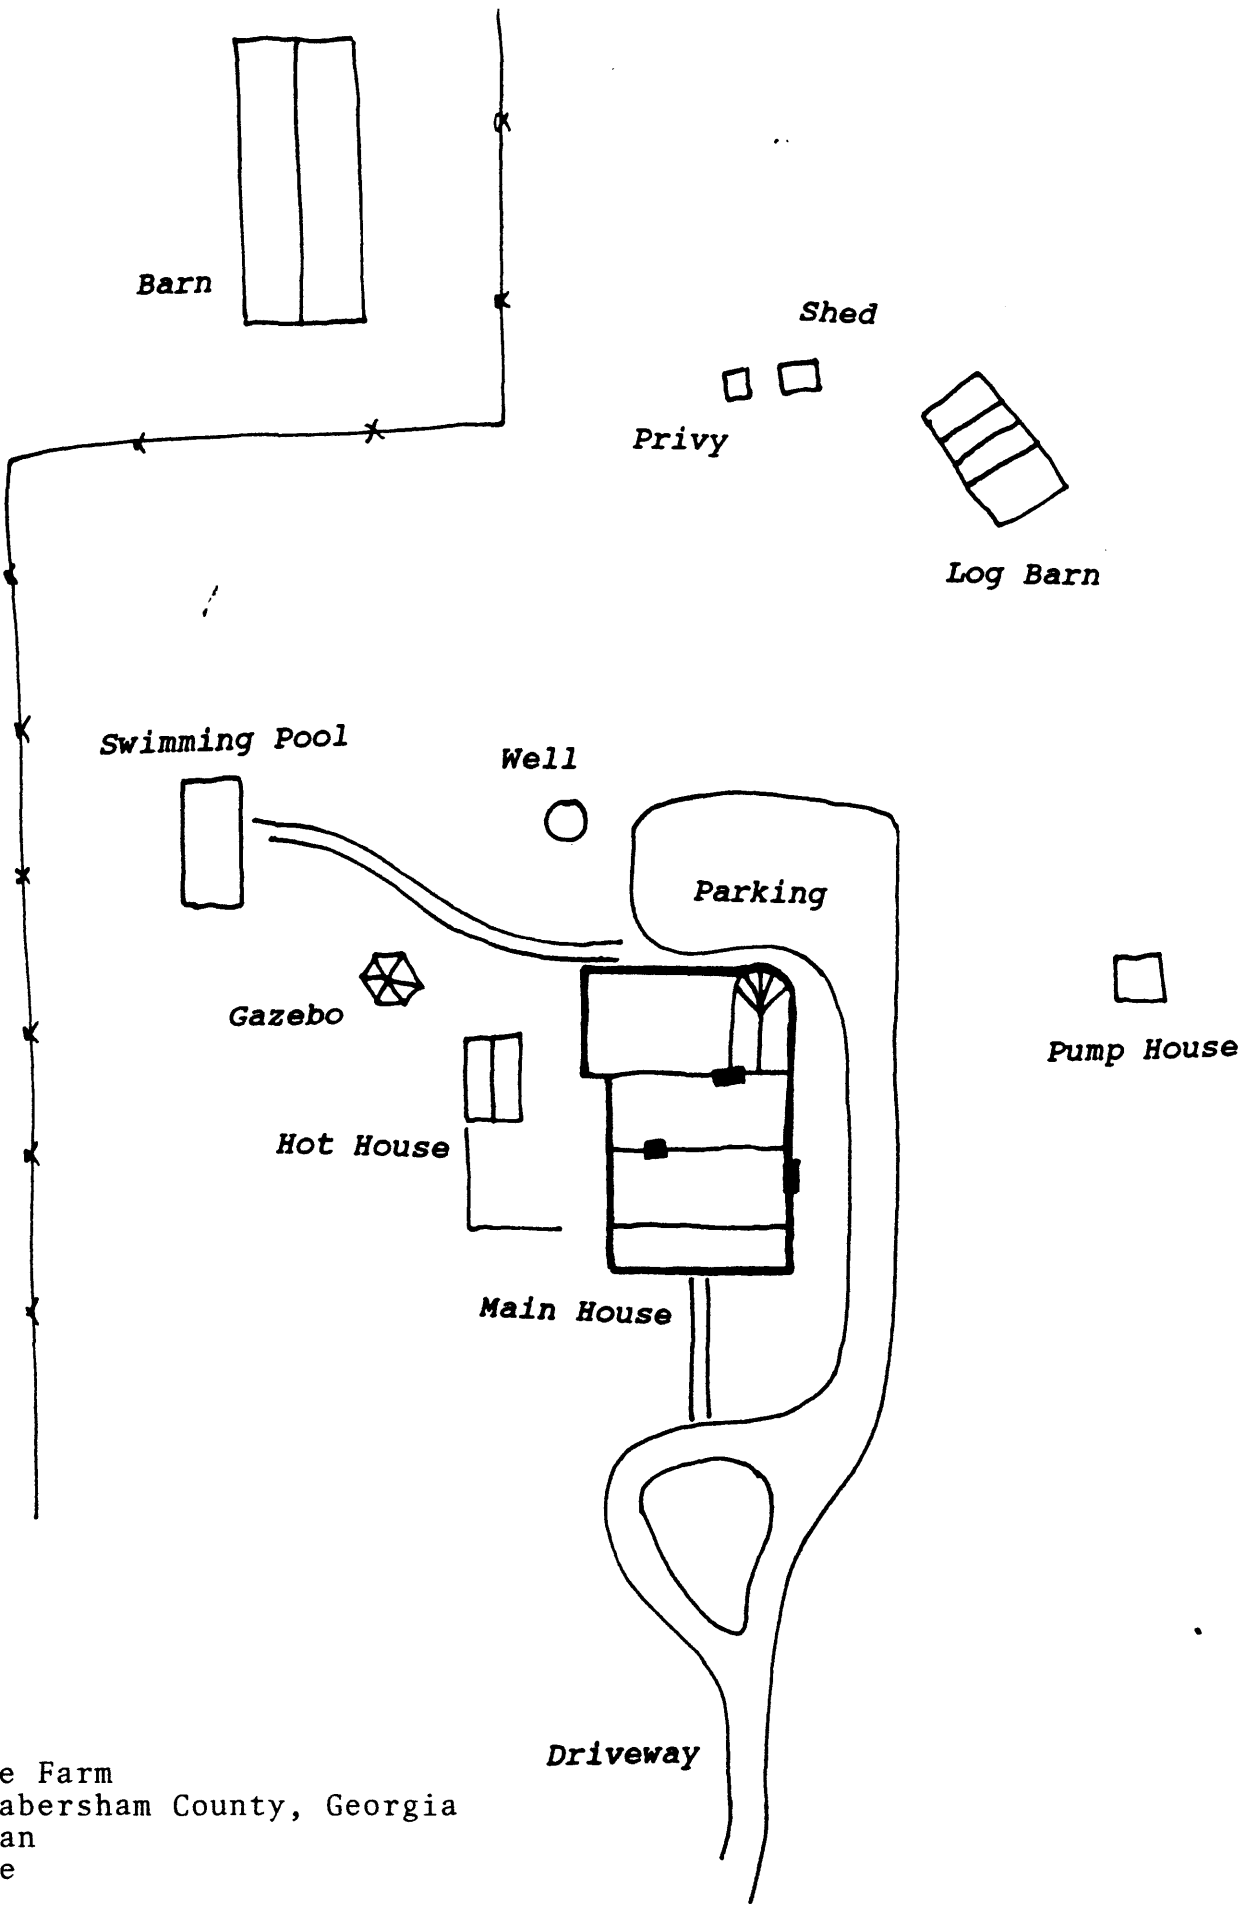 Barn
Shed
Privy
Log Barn
Swimming Pool
Well
Parking
Gazebo
Pump House
Hot House
Main House
Driveway
e Farm
abersham County, Georgia
an
e